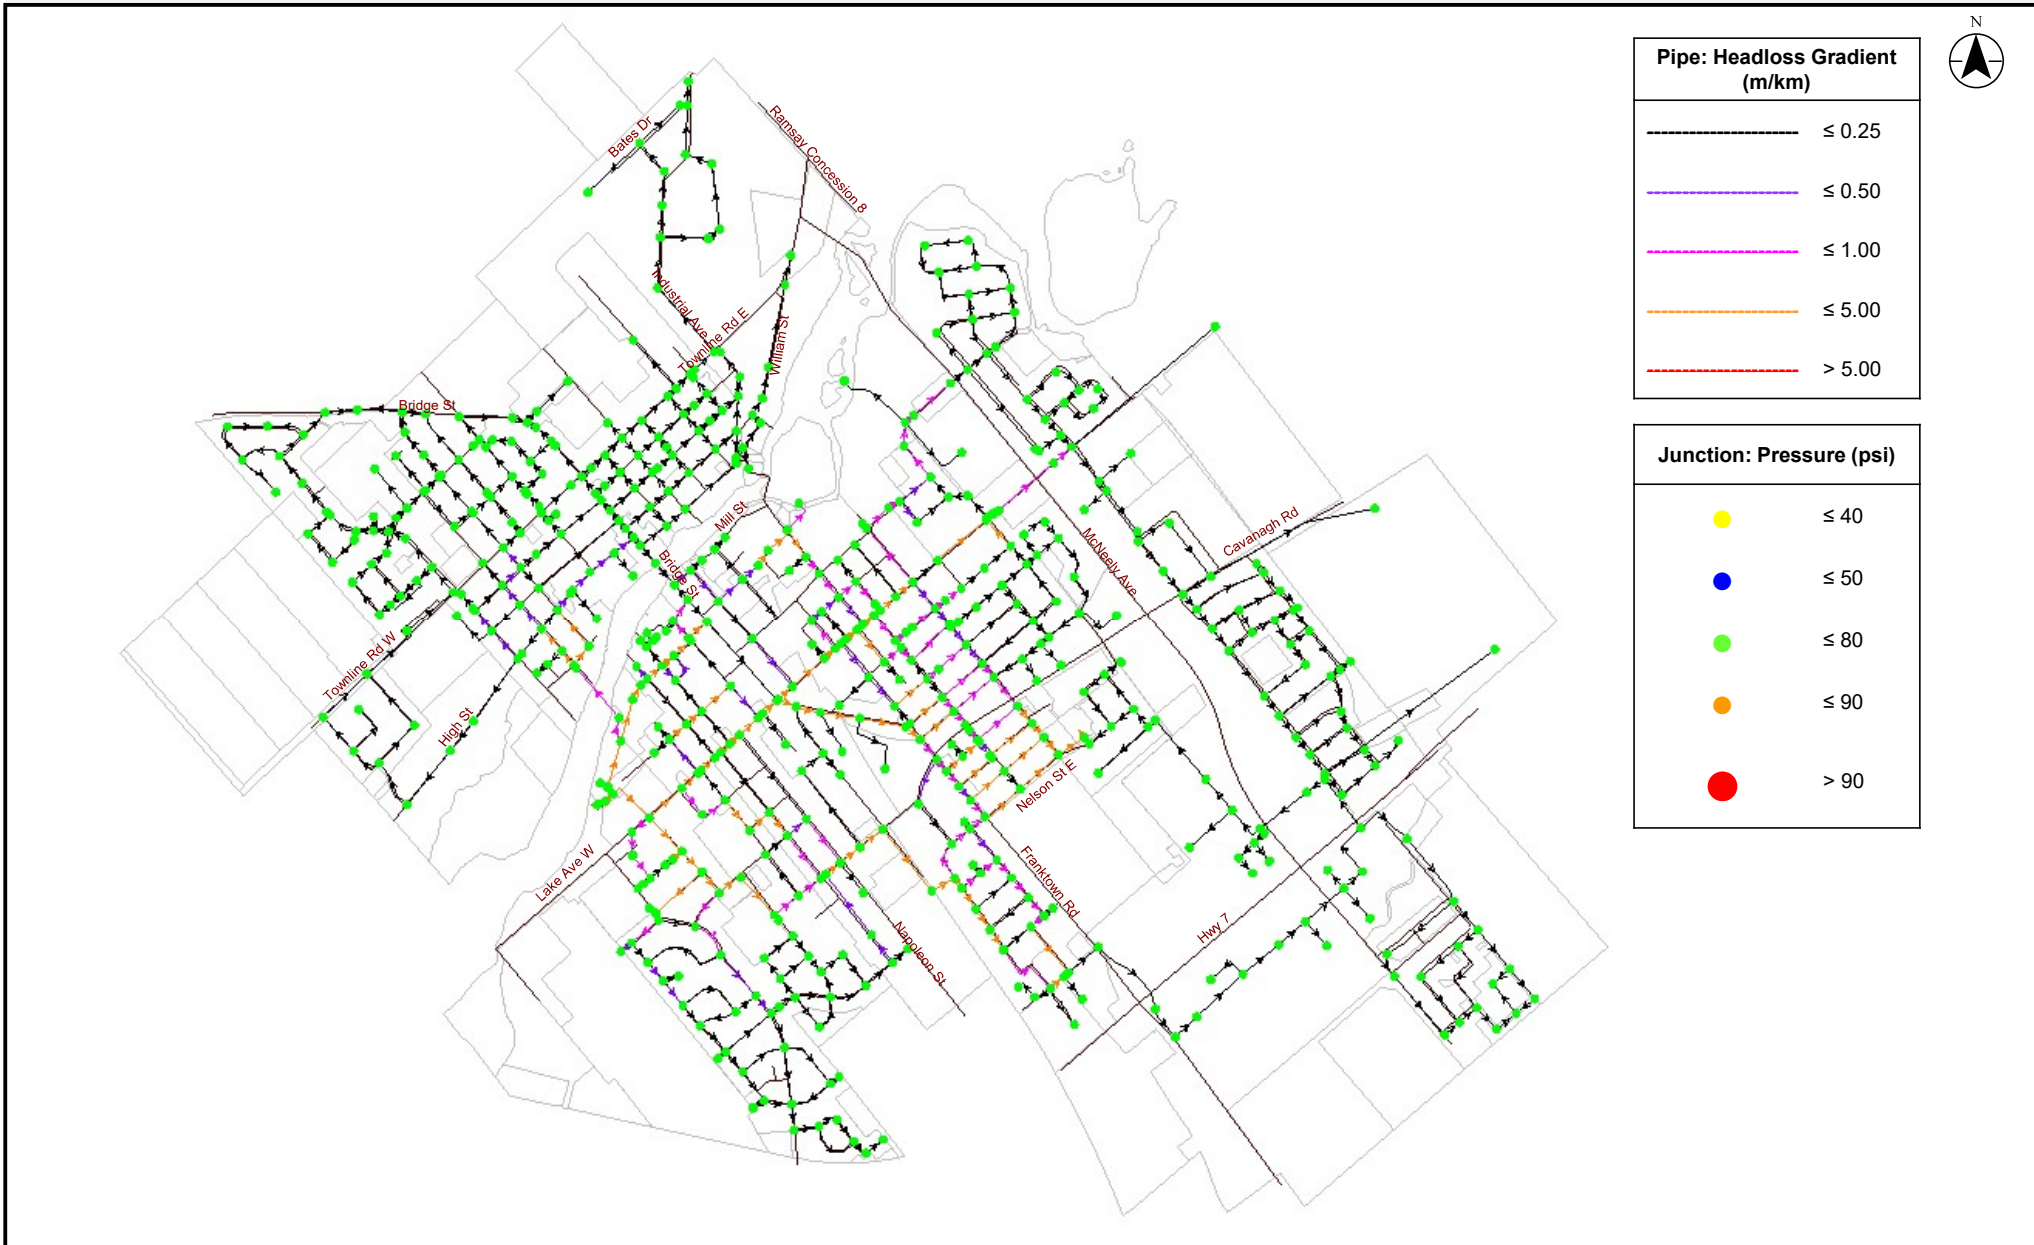 N
Pipe: Headloss Gradient
(m/km)
≤ 0.25
≤ 0.50
≤ 1.00
≤ 5.00
> 5.00
Junction: Pressure (psi)
≤ 40
≤ 50
≤ 80
≤ 90
> 90
Bates Dr
Ramsay Concession 8
Industrial Ave
Townline Rd E
William St
Bridge St
Mill St
Bridge St
McNeely Ave
Cavanagh Rd
Townline Rd W
High St
Nelson St E
Lake Ave W
Franktown Rd
Napoleon St
Hwy 7